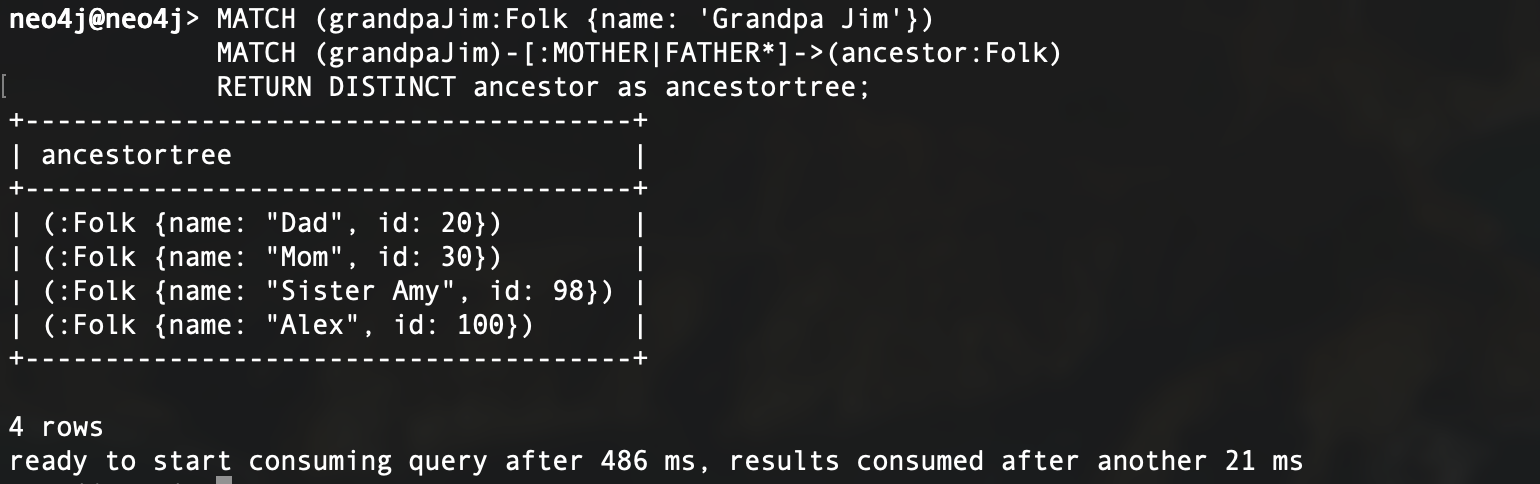 neo4j@neo4j> MATCH (grandpaJim:Folk {name: 'Grandpa Jim'})
             MATCH (grandpaJim)-[:MOTHER|FATHER*]->(ancestor:Folk)
[            RETURN DISTINCT ancestor as ancestortree;
+--------------------------------------+
| ancestortree                         |
+--------------------------------------+
| (:Folk {name: "Dad", id: 20})        |
| (:Folk {name: "Mom", id: 30})        |
| (:Folk {name: "Sister Amy", id: 98}) |
| (:Folk {name: "Alex", id: 100})      |
+--------------------------------------+
4 rows
ready to start consuming query after 486 ms, results consumed after another 21 ms